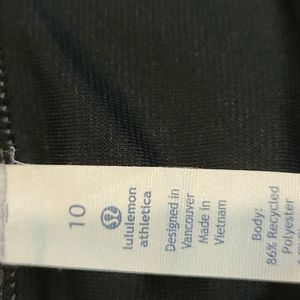 10
lululemon
athletica
Designed in
Vancouver
Made in
Vietnam
Body:
86% Recycled
Polyester